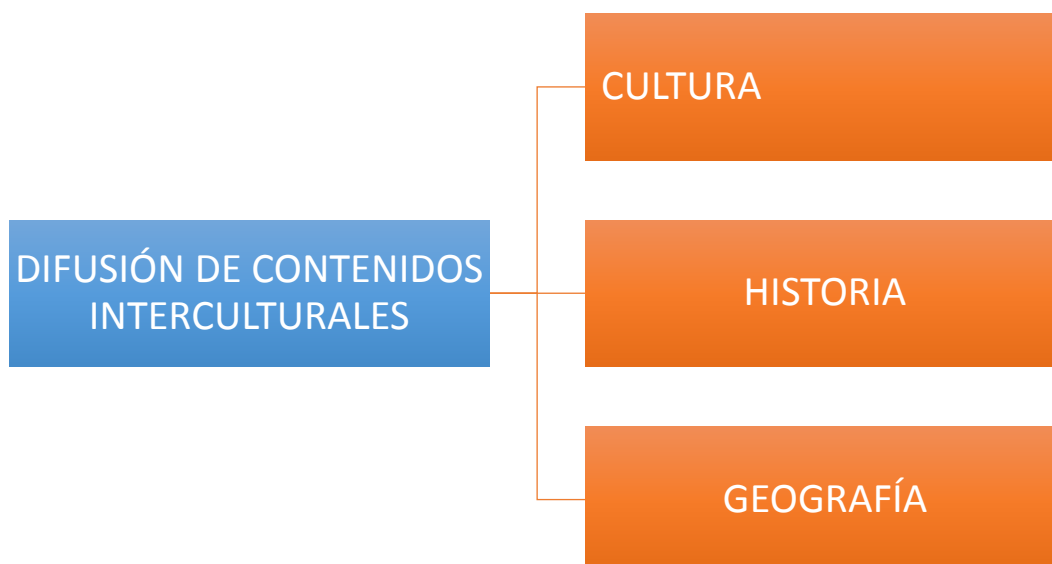 CULTURA
DIFUSIÓN DE CONTENIDOS
INTERCULTURALES
HISTORIA
GEOGRAFÍA